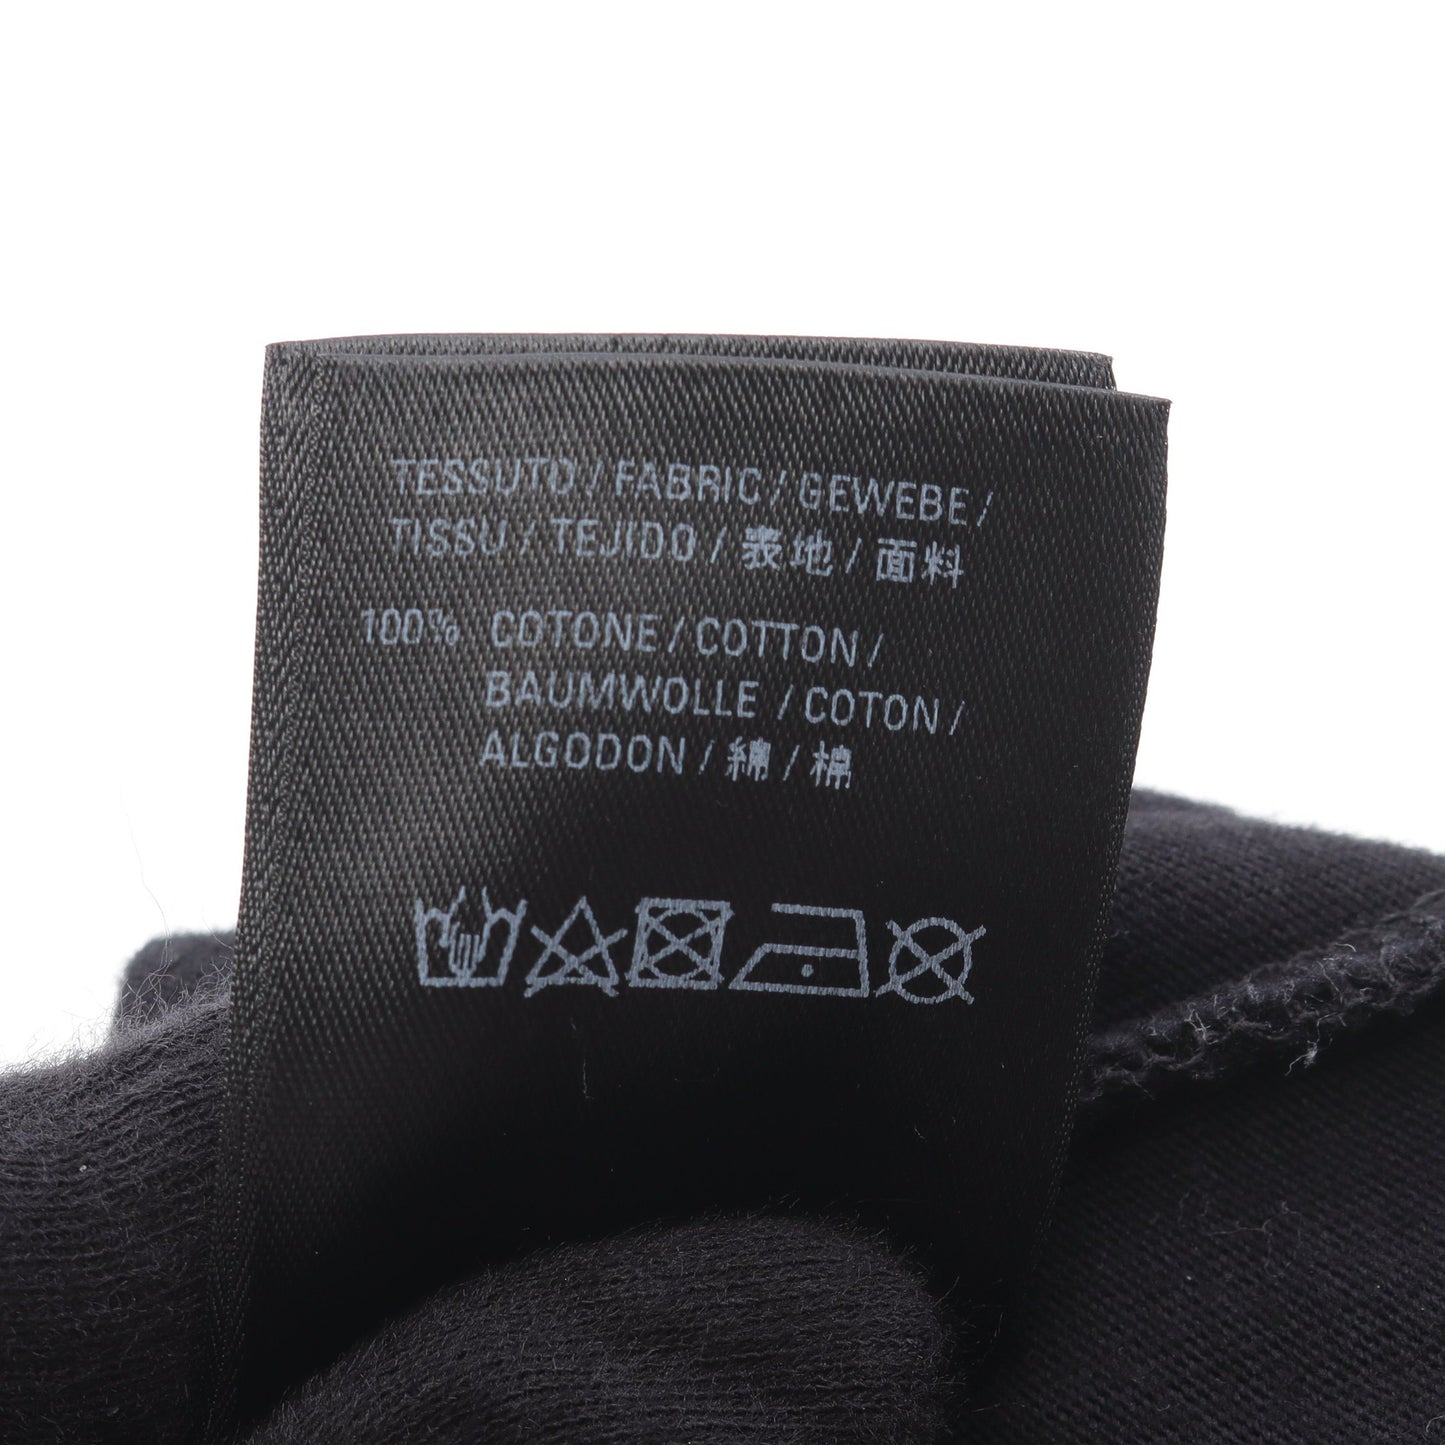 TESSUTO / FABRIC / GEWEBE /
TISSU / TEJIDO / 表地 / 面料
100% COTONE / COTTON /
BAUMWOLLE / COTON /
ALGODON / 綿 / 棉